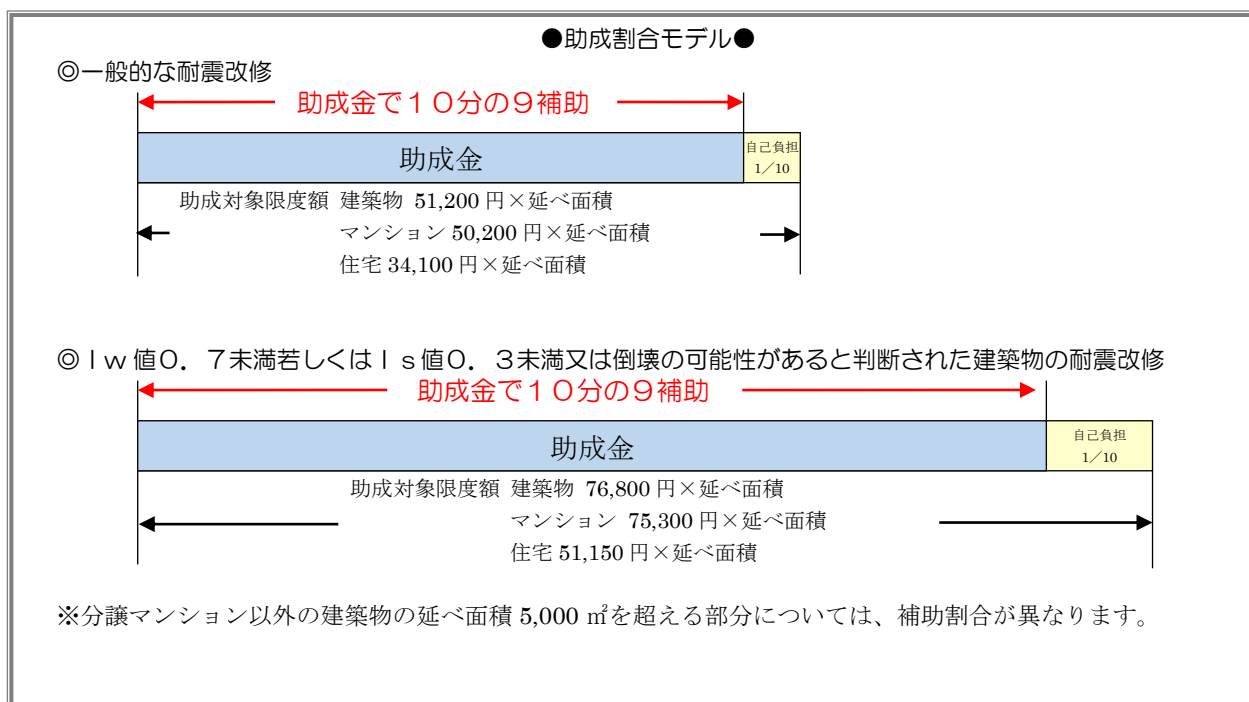 ●助成割合モデル●
◎一般的な耐震改修
助成金で１０分の９補助
助成金
自己負担
1／10
助成対象限度額 建築物 51,200 円×延べ面積
マンション 50,200 円×延べ面積
住宅 34,100 円×延べ面積
◎Ｉｗ値０．７未満若しくはＩｓ値０．３未満又は倒壊の可能性があると判断された建築物の耐震改修
助成金で１０分の９補助
助成金
自己負担
1／10
助成対象限度額 建築物 76,800 円×延べ面積
マンション 75,300 円×延べ面積
住宅 51,150 円×延べ面積
※分譲マンション以外の建築物の延べ面積 5,000 ㎡を超える部分については、補助割合が異なります。